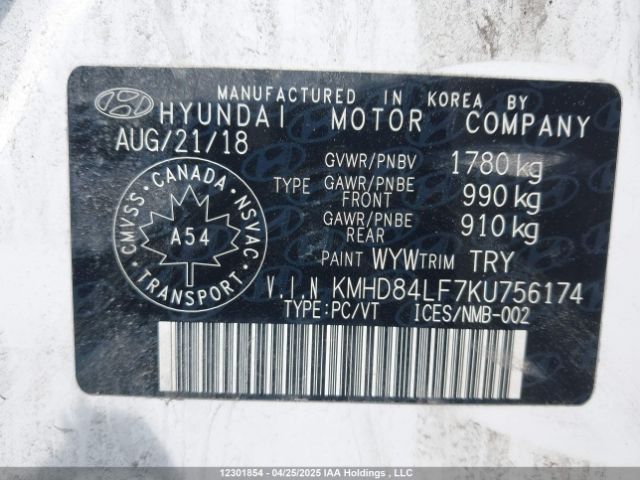 MANUFACTURED IN KOREA BY
HYUNDAI MOTOR COMPANY
AUG/21/18
GVWR/PNBV 1780 kg
TYPE GAWR/PNBE FRONT 990 kg
GAWR/PNBE REAR 910 kg
PAINT WYW TRIM TRY
CMVSS · CANADA · NSVAC
A54
TRANSPORT
V.I.N KMHD84LF7KU756174
TYPE:PC/VT ICES/NMB-002
12301854 - 04/25/2025 IAA Holdings , LLC